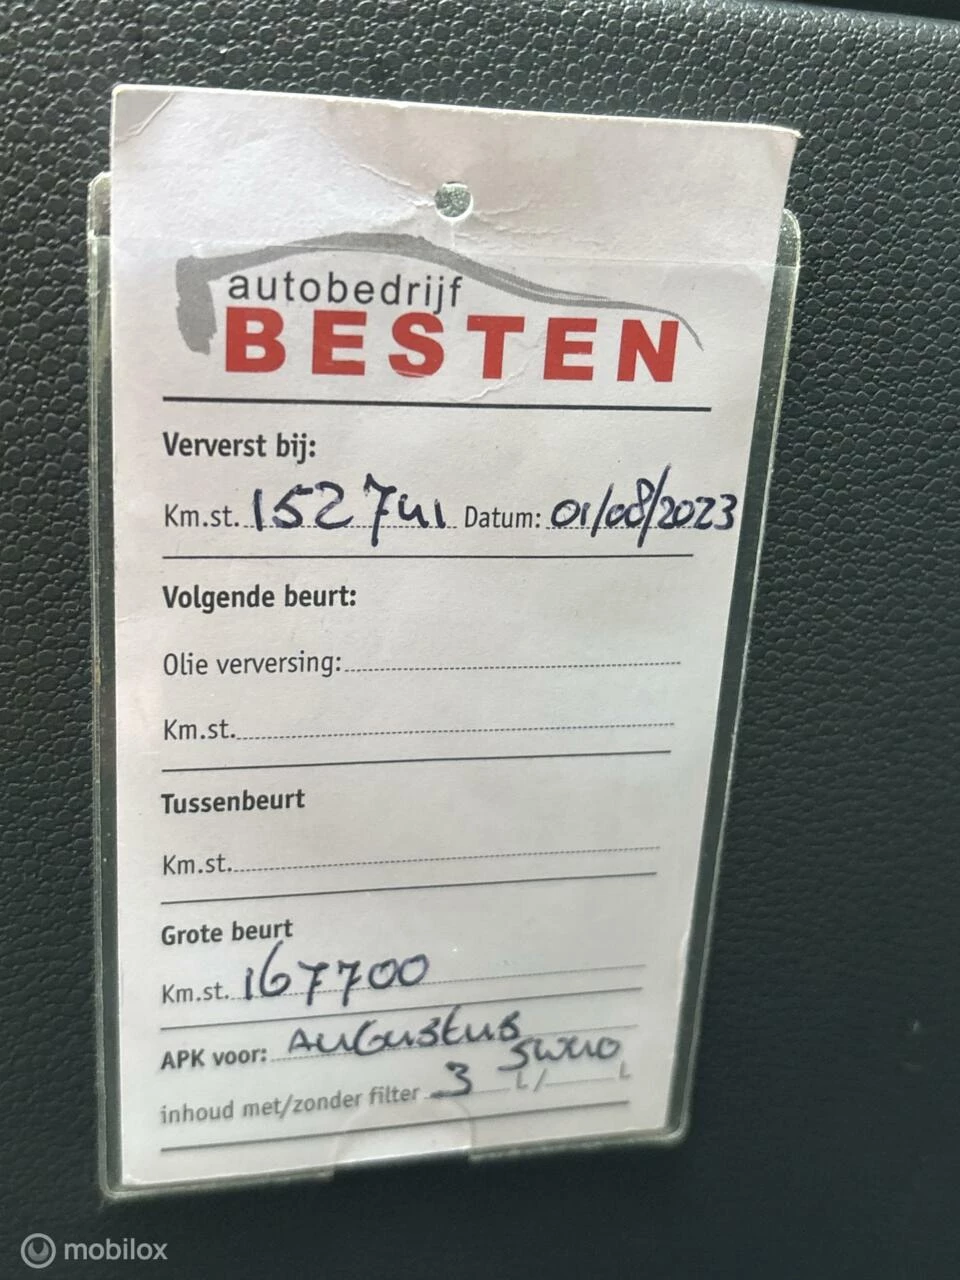 autobedrijf
BESTEN
Ververst bij:
Km.st. 152741 Datum: 01/08/2023
Volgende beurt:
Olie verversing:
Km.st.
Tussenbeurt
Km.st.
Grote beurt
Km.st. 167700
APK voor: AUGUSTUS
5W40
inhoud met/zonder filter 3 L/ L
mobilox